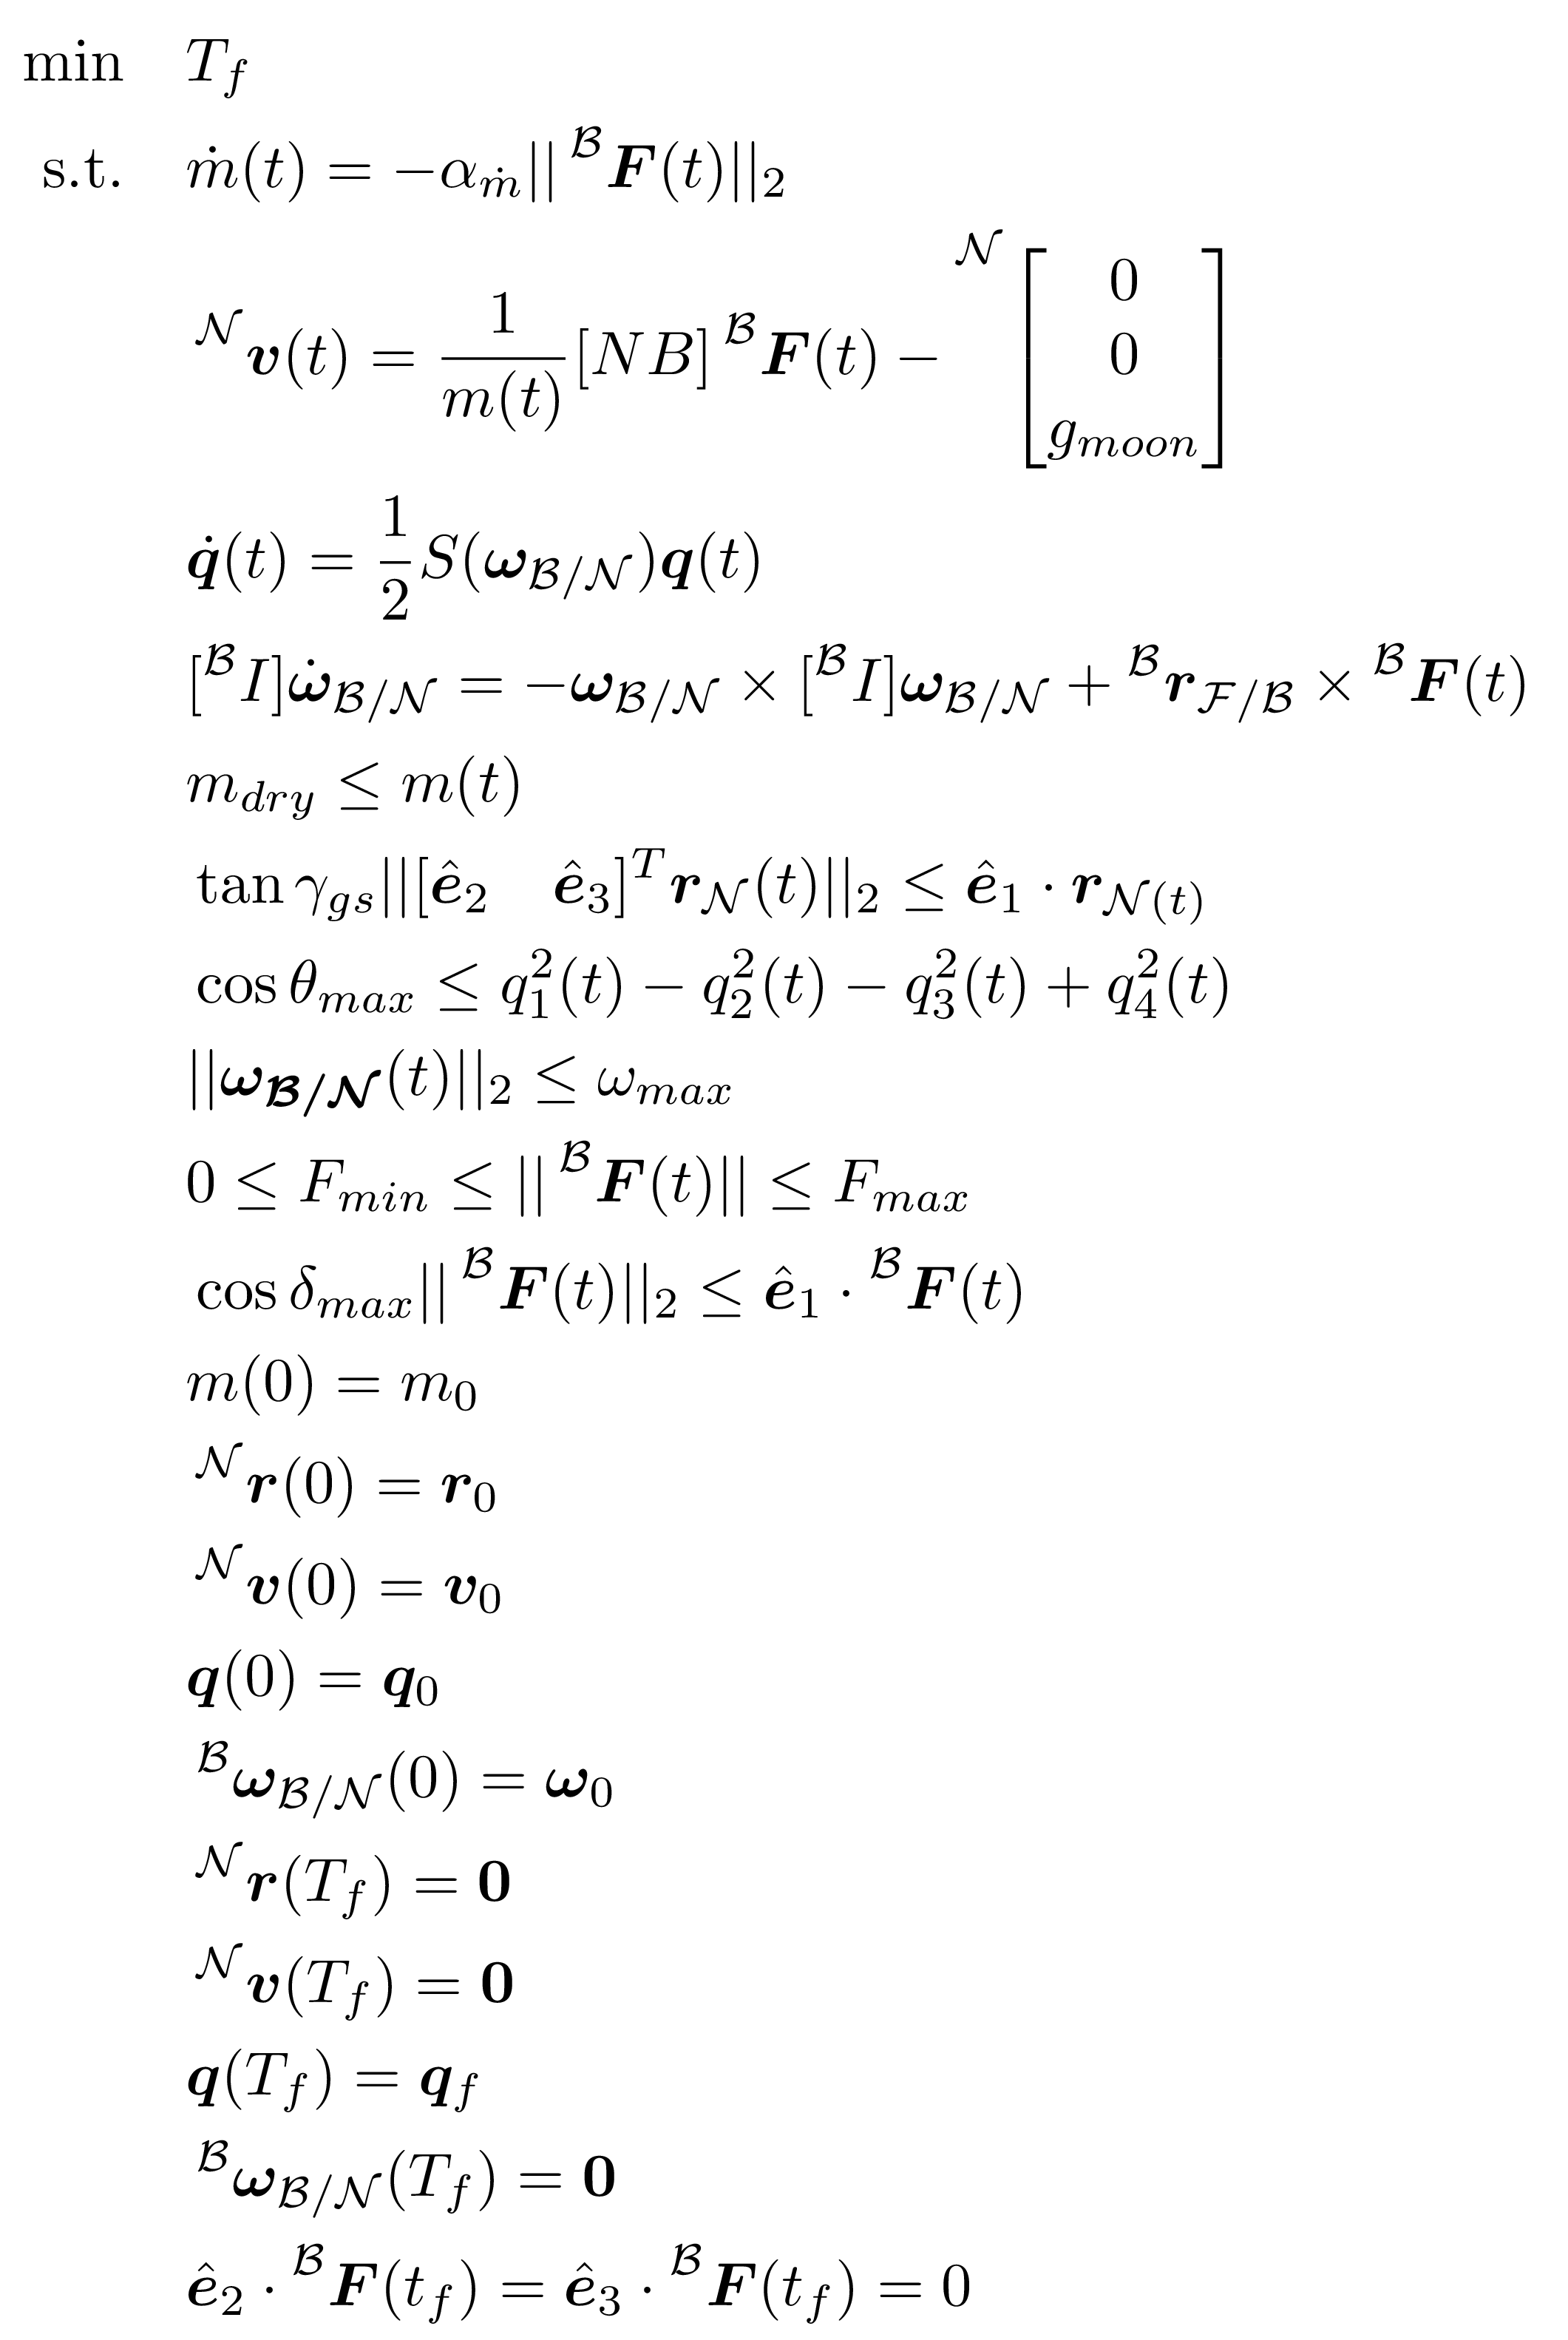 min $T_f$
s.t. $\dot{m}(t) = -\alpha_{\dot{m}} ||\,^{\mathcal{B}}\boldsymbol{F}(t)||_2$
$^{\mathcal{N}}\boldsymbol{v}(t) = \frac{1}{m(t)} [NB]\,^{\mathcal{B}}\boldsymbol{F}(t) - \,^{\mathcal{N}}\begin{bmatrix} 0 \\ 0 \\ g_{moon} \end{bmatrix}$
$\dot{\boldsymbol{q}}(t) = \frac{1}{2} S(\boldsymbol{\omega}_{\mathcal{B}/\mathcal{N}})\boldsymbol{q}(t)$
$[^{\mathcal{B}}I]\dot{\boldsymbol{\omega}}_{\mathcal{B}/\mathcal{N}} = -\boldsymbol{\omega}_{\mathcal{B}/\mathcal{N}} \times [^{\mathcal{B}}I]\boldsymbol{\omega}_{\mathcal{B}/\mathcal{N}} + \,^{\mathcal{B}}\boldsymbol{r}_{\mathcal{F}/\mathcal{B}} \times \,^{\mathcal{B}}\boldsymbol{F}(t)$
$m_{dry} \leq m(t)$
$\tan \gamma_{gs} ||[\hat{\boldsymbol{e}}_2 \quad \hat{\boldsymbol{e}}_3]^T \boldsymbol{r}_{\mathcal{N}}(t)||_2 \leq \hat{\boldsymbol{e}}_1 \cdot \boldsymbol{r}_{\mathcal{N}(t)}$
$\cos \theta_{max} \leq q_1^2(t) - q_2^2(t) - q_3^2(t) + q_4^2(t)$
$||\boldsymbol{\omega}_{\boldsymbol{\mathcal{B}/\mathcal{N}}}(t)||_2 \leq \omega_{max}$
$0 \leq F_{min} \leq ||\,^{\mathcal{B}}\boldsymbol{F}(t)|| \leq F_{max}$
$\cos \delta_{max} ||\,^{\mathcal{B}}\boldsymbol{F}(t)||_2 \leq \hat{\boldsymbol{e}}_1 \cdot \,^{\mathcal{B}}\boldsymbol{F}(t)$
$m(0) = m_0$
$^{\mathcal{N}}\boldsymbol{r}(0) = \boldsymbol{r}_0$
$^{\mathcal{N}}\boldsymbol{v}(0) = \boldsymbol{v}_0$
$\boldsymbol{q}(0) = \boldsymbol{q}_0$
$^{\mathcal{B}}\boldsymbol{\omega}_{\mathcal{B}/\mathcal{N}}(0) = \boldsymbol{\omega}_0$
$^{\mathcal{N}}\boldsymbol{r}(T_f) = \boldsymbol{0}$
$^{\mathcal{N}}\boldsymbol{v}(T_f) = \boldsymbol{0}$
$\boldsymbol{q}(T_f) = \boldsymbol{q}_f$
$^{\mathcal{B}}\boldsymbol{\omega}_{\mathcal{B}/\mathcal{N}}(T_f) = \boldsymbol{0}$
$\hat{\boldsymbol{e}}_2 \cdot \,^{\mathcal{B}}\boldsymbol{F}(t_f) = \hat{\boldsymbol{e}}_3 \cdot \,^{\mathcal{B}}\boldsymbol{F}(t_f) = 0$